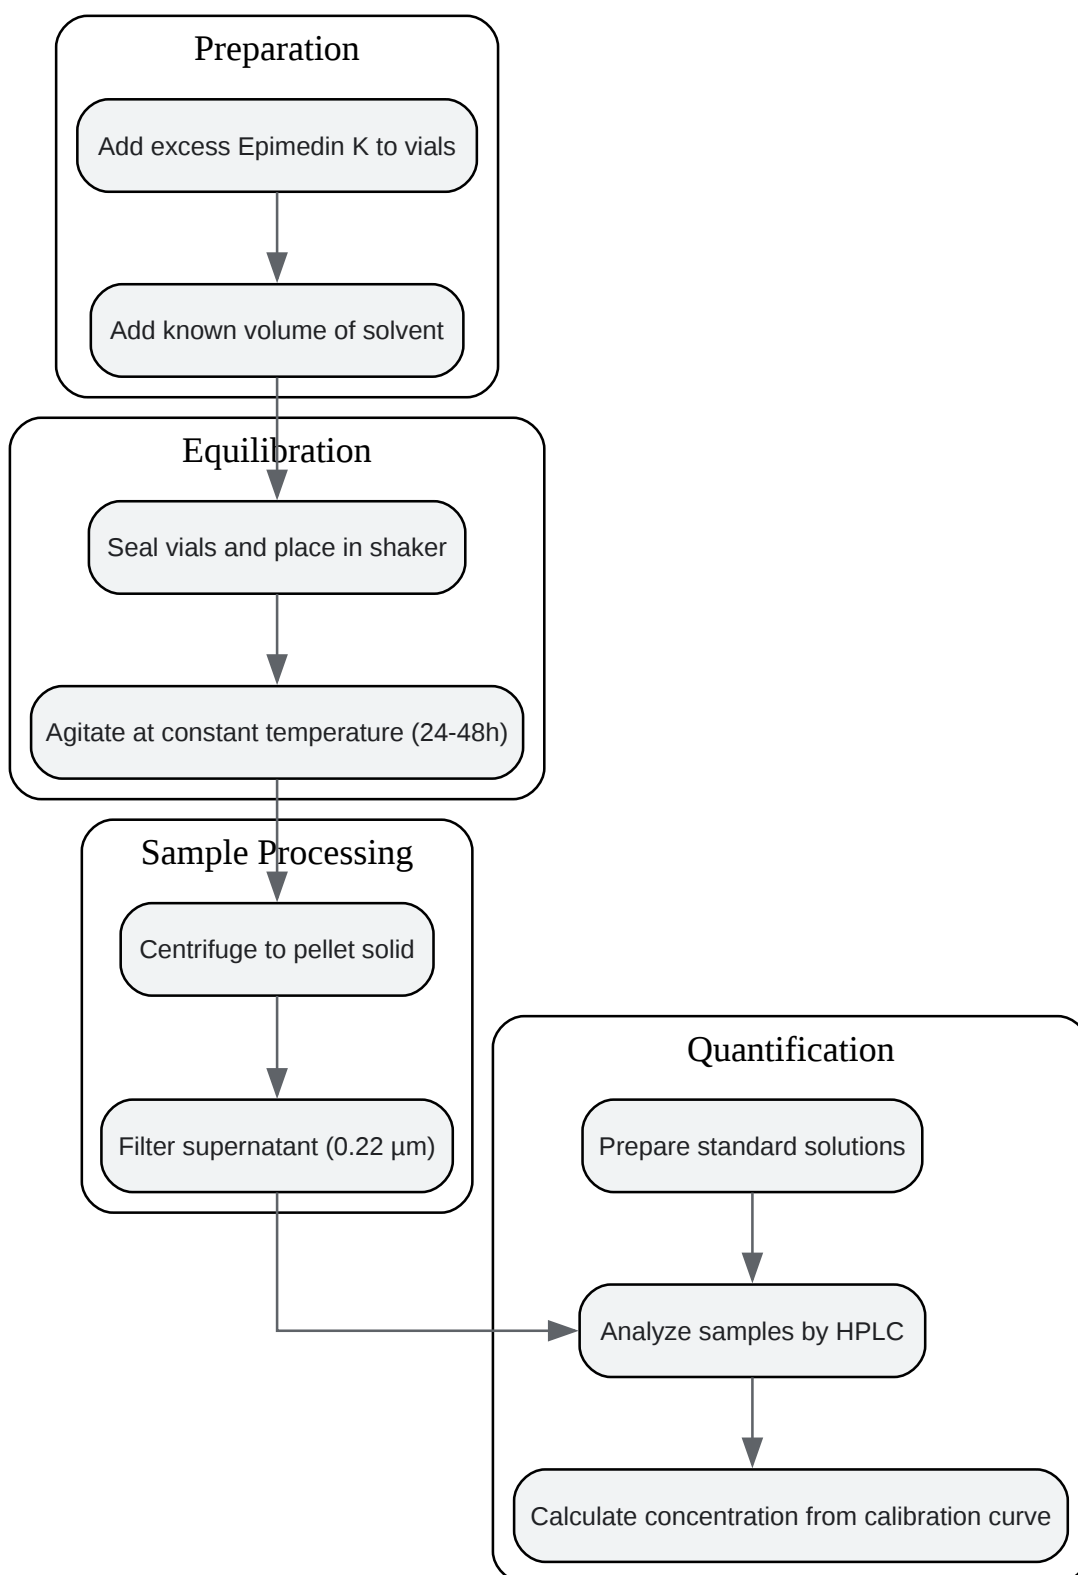 Preparation
Add excess Epimedin K to vials
Add known volume of solvent
Equilibration
Seal vials and place in shaker
Agitate at constant temperature (24-48h)
Sample Processing
Centrifuge to pellet solid
Filter supernatant (0.22 µm)
Quantification
Prepare standard solutions
Analyze samples by HPLC
Calculate concentration from calibration curve